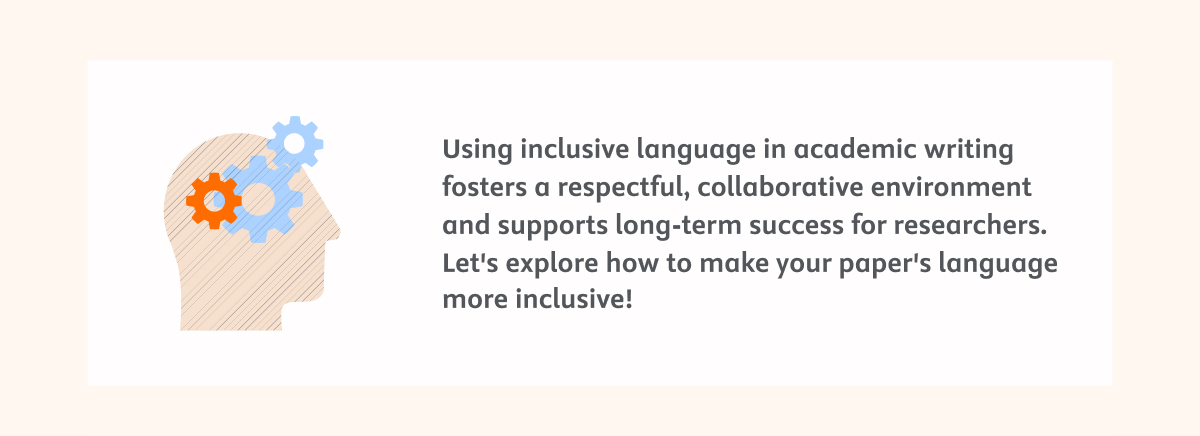 Using inclusive language in academic writing
fosters a respectful, collaborative environment
and supports long-term success for researchers.
Let's explore how to make your paper's language
more inclusive!